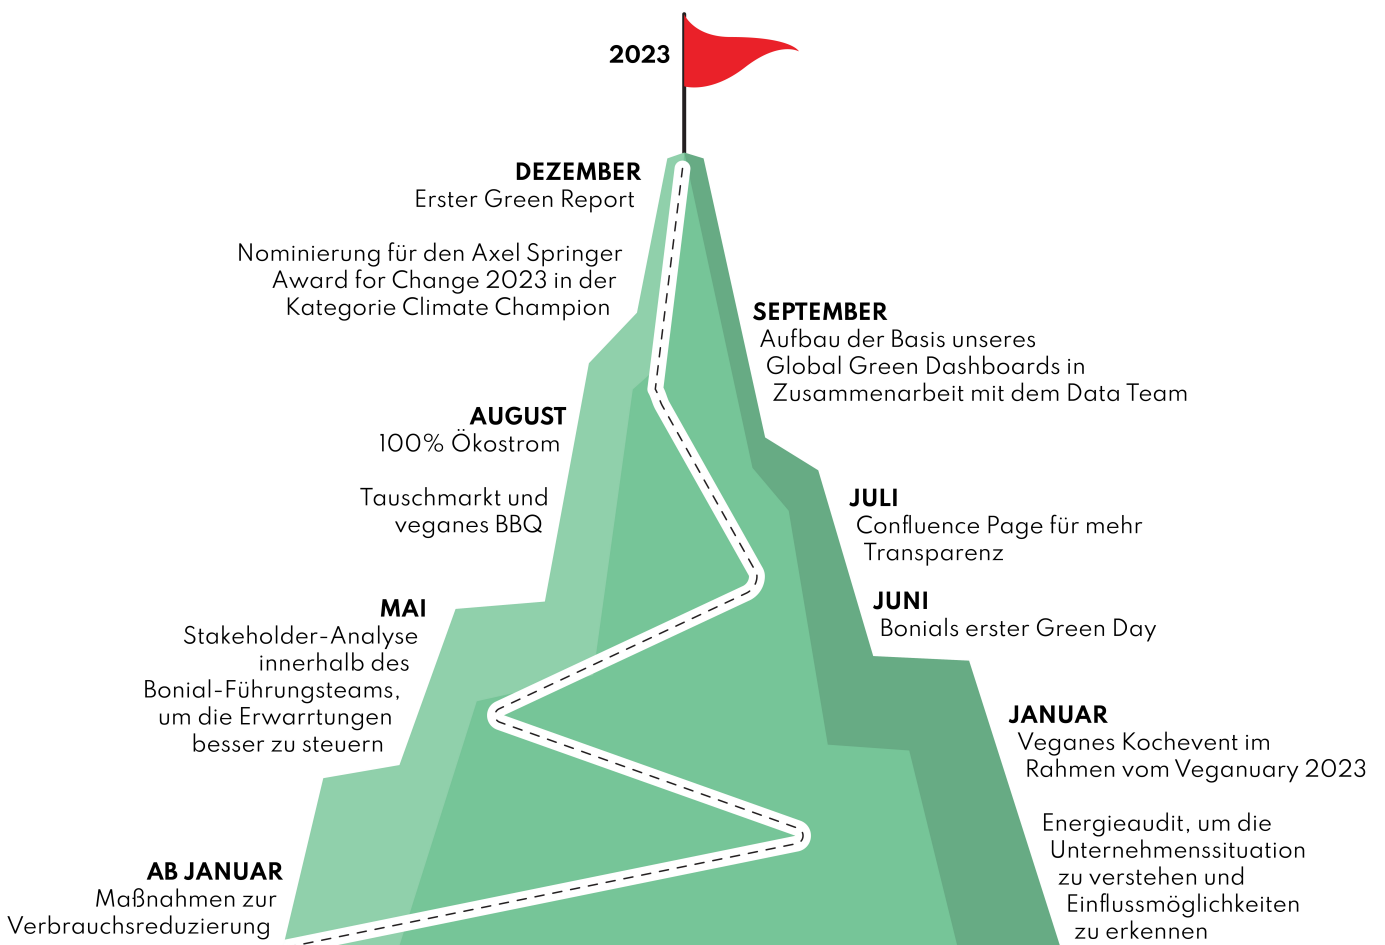 2023
DEZEMBER
Erster Green Report
Nominierung für den Axel Springer
Award for Change 2023 in der
Kategorie Climate Champion
SEPTEMBER
Aufbau der Basis unseres
Global Green Dashboards in
Zusammenarbeit mit dem Data Team
AUGUST
100% Ökostrom
Tauschmarkt und
veganes BBQ
JULI
Confluence Page für mehr
Transparenz
JUNI
Bonials erster Green Day
MAI
Stakeholder-Analyse
innerhalb des
Bonial-Führungsteams,
um die Erwarrtungen
besser zu steuern
JANUAR
Veganes Kochevent im
Rahmen vom Veganuary 2023
Energieaudit, um die
Unternehmenssituation
zu verstehen und
Einflussmöglichkeiten
zu erkennen
AB JANUAR
Maßnahmen zur
Verbrauchsreduzierung